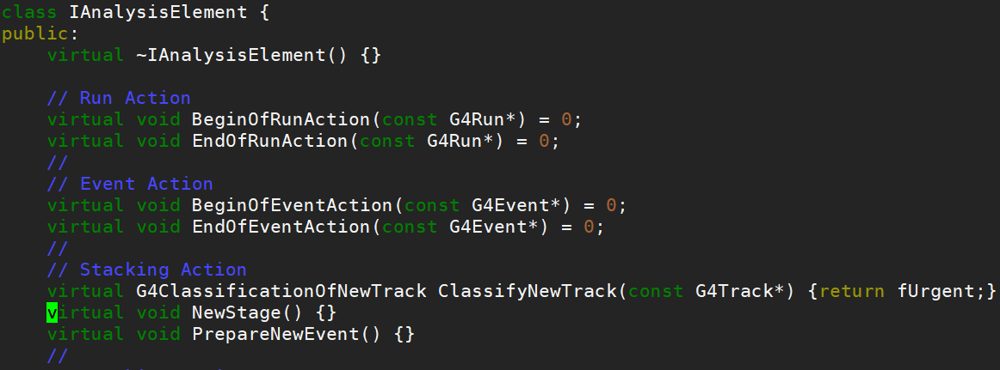 class IAnalysisElement {
public:
    virtual ~IAnalysisElement() {}

    // Run Action
    virtual void BeginOfRunAction(const G4Run*) = 0;
    virtual void EndOfRunAction(const G4Run*) = 0;
    //
    // Event Action
    virtual void BeginOfEventAction(const G4Event*) = 0;
    virtual void EndOfEventAction(const G4Event*) = 0;
    //
    // Stacking Action
    virtual G4ClassificationOfNewTrack ClassifyNewTrack(const G4Track*) {return fUrgent;}
    virtual void NewStage() {}
    virtual void PrepareNewEvent() {}
    //